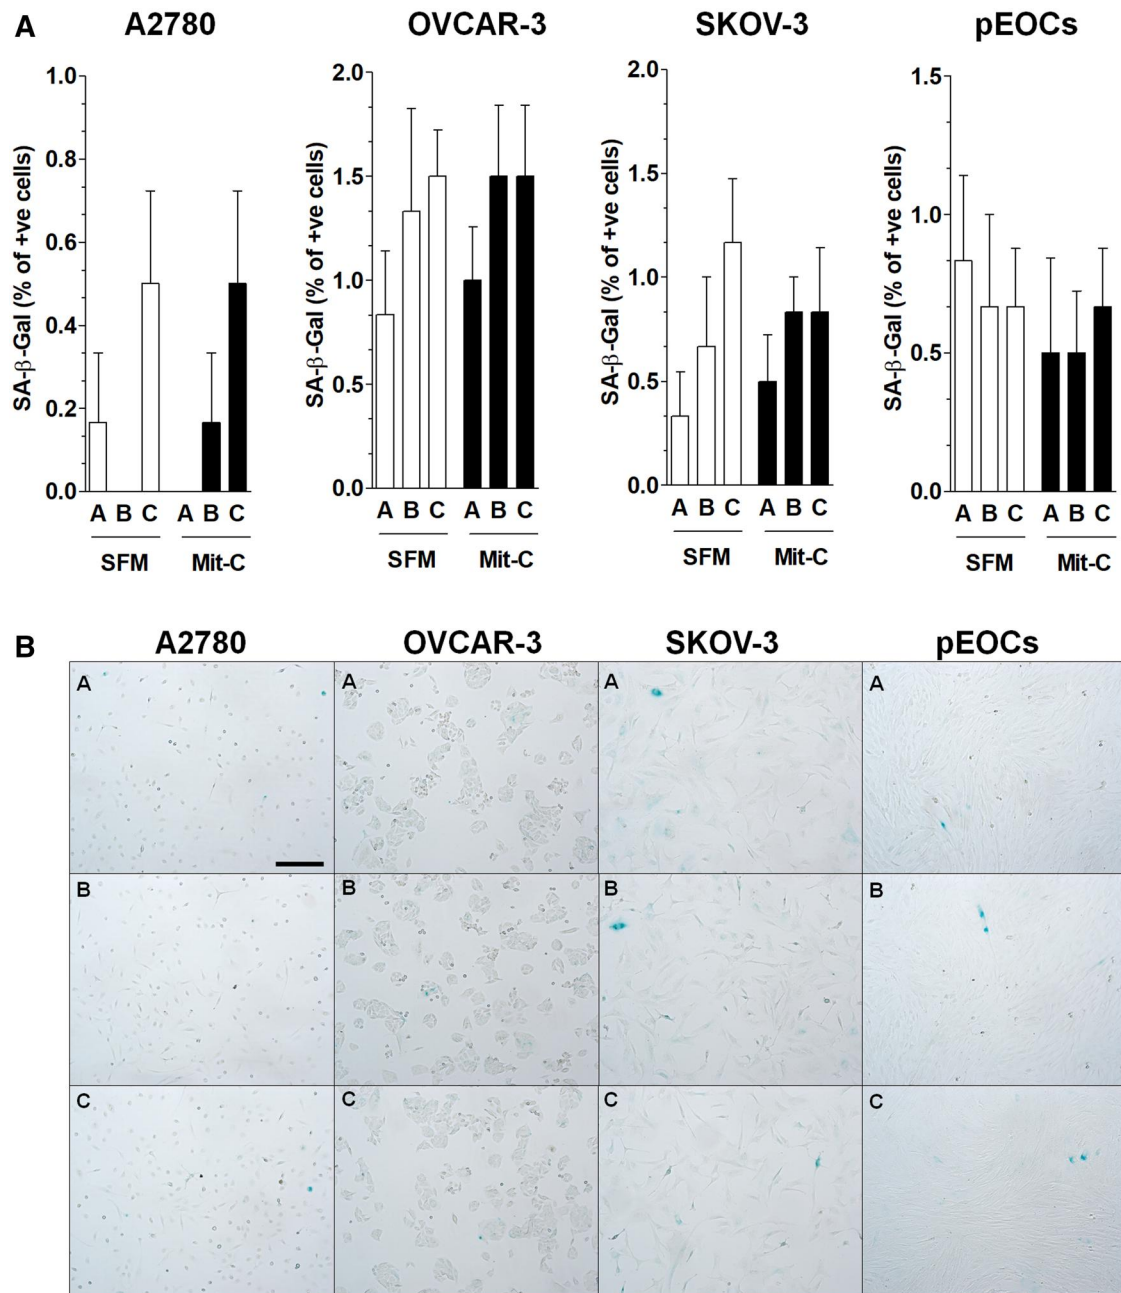 A
A2780 OVCAR-3 SKOV-3 pEOCs
SA-β-Gal (% of +ve cells)
1.0
0.8
0.6
0.4
0.2
0.0
A B C A B C
SFM Mit-C
SA-β-Gal (% of +ve cells)
2.0
1.5
1.0
0.5
0.0
A B C A B C
SFM Mit-C
SA-β-Gal (% of +ve cells)
2.0
1.5
1.0
0.5
0.0
A B C A B C
SFM Mit-C
SA-β-Gal (% of +ve cells)
1.5
1.0
0.5
0.0
A B C A B C
SFM Mit-C
B
A2780 OVCAR-3 SKOV-3 pEOCs
A A A A
B B B B
C C C C